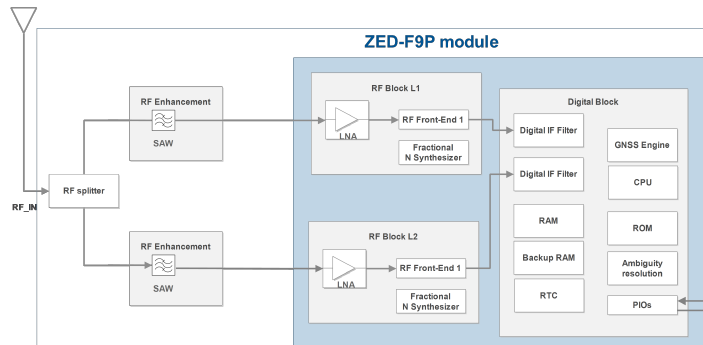 ZED-F9P module
RF Enhancement
SAW
RF Block L1
LNA
RF Front-End 1
Fractional
N Synthesizer
Digital Block
Digital IF Filter
GNSS Engine
Digital IF Filter
CPU
RF splitter
RF_IN
RF Enhancement
SAW
RF Block L2
LNA
RF Front-End 1
Fractional
N Synthesizer
RAM
ROM
Backup RAM
Ambiguity
resolution
RTC
PIOs